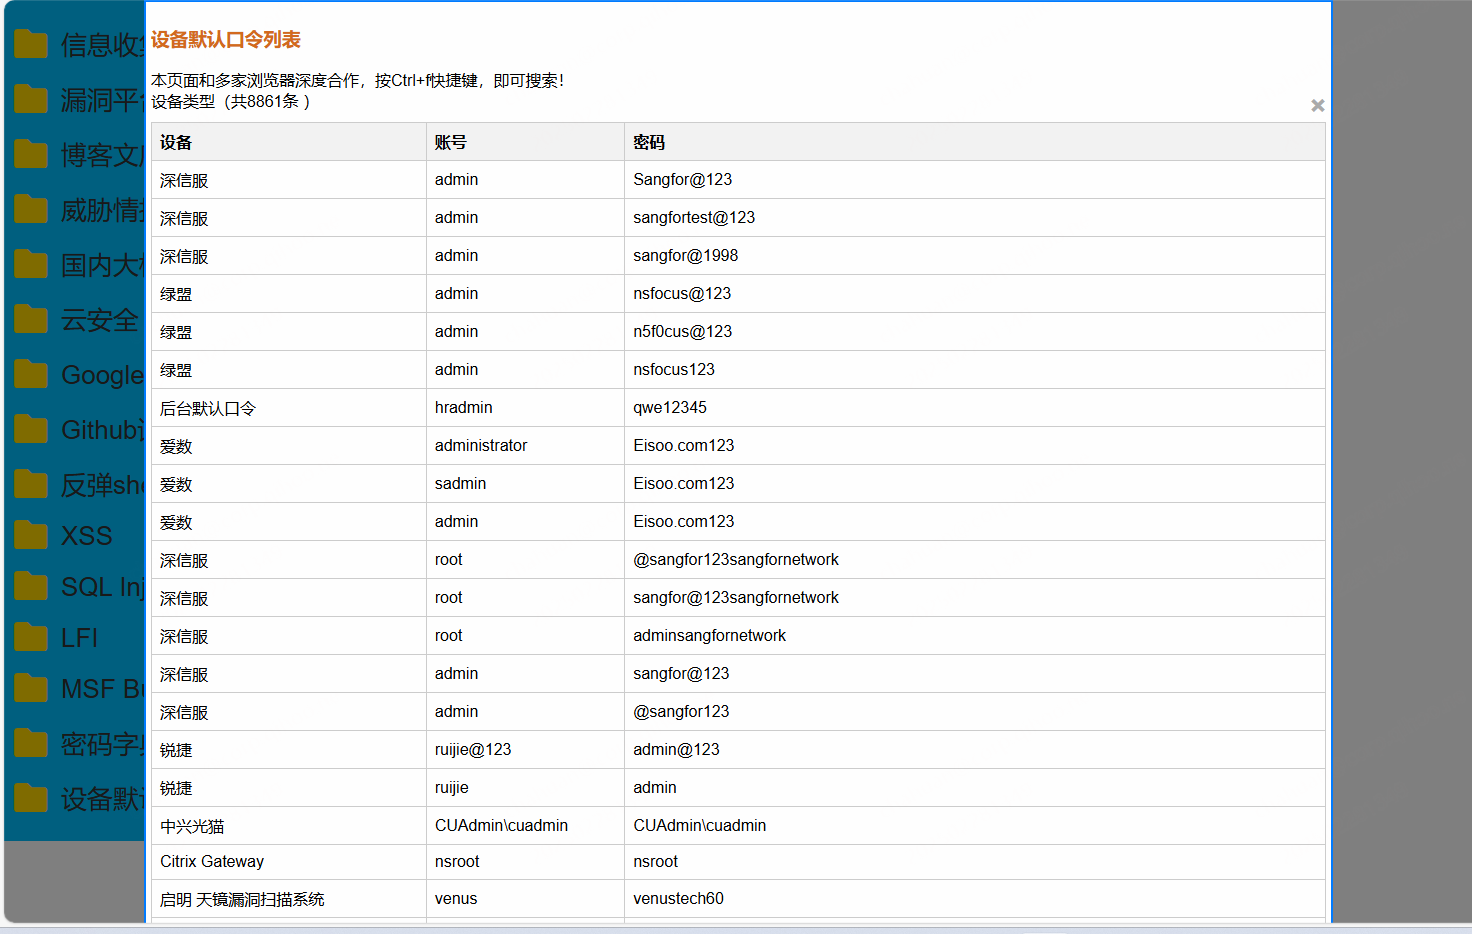 信息收
漏洞平
博客文
威胁情
国内大
云安全
Google
Github
反弹sh
XSS
SQL Inj
LFI
MSF B
密码字
设备默
设备默认口令列表
本页面和多家浏览器深度合作，按Ctrl+f快捷键，即可搜索！
设备类型（共8861条 ）
×
设备 账号 密码
深信服 admin Sangfor@123
深信服 admin sangfortest@123
深信服 admin sangfor@1998
绿盟 admin nsfocus@123
绿盟 admin n5f0cus@123
绿盟 admin nsfocus123
后台默认口令 hradmin qwe12345
爱数 administrator Eisoo.com123
爱数 sadmin Eisoo.com123
爱数 admin Eisoo.com123
深信服 root @sangfor123sangfornetwork
深信服 root sangfor@123sangfornetwork
深信服 root adminsangfornetwork
深信服 admin sangfor@123
深信服 admin @sangfor123
锐捷 ruijie@123 admin@123
锐捷 ruijie admin
中兴光猫 CUAdmin\cuadmin CUAdmin\cuadmin
Citrix Gateway nsroot nsroot
启明 天镜漏洞扫描系统 venus venustech60